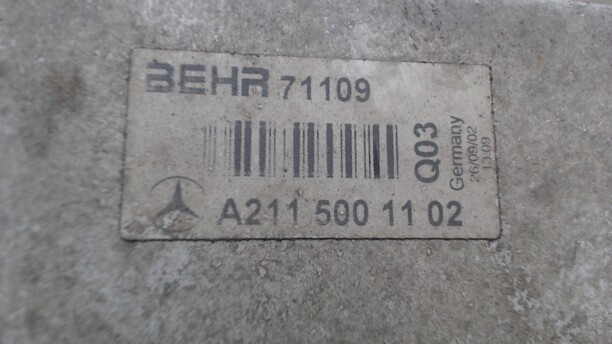 BEHR 71109
Q03
Germany
26/09/02
13:09
A211 500 11 02